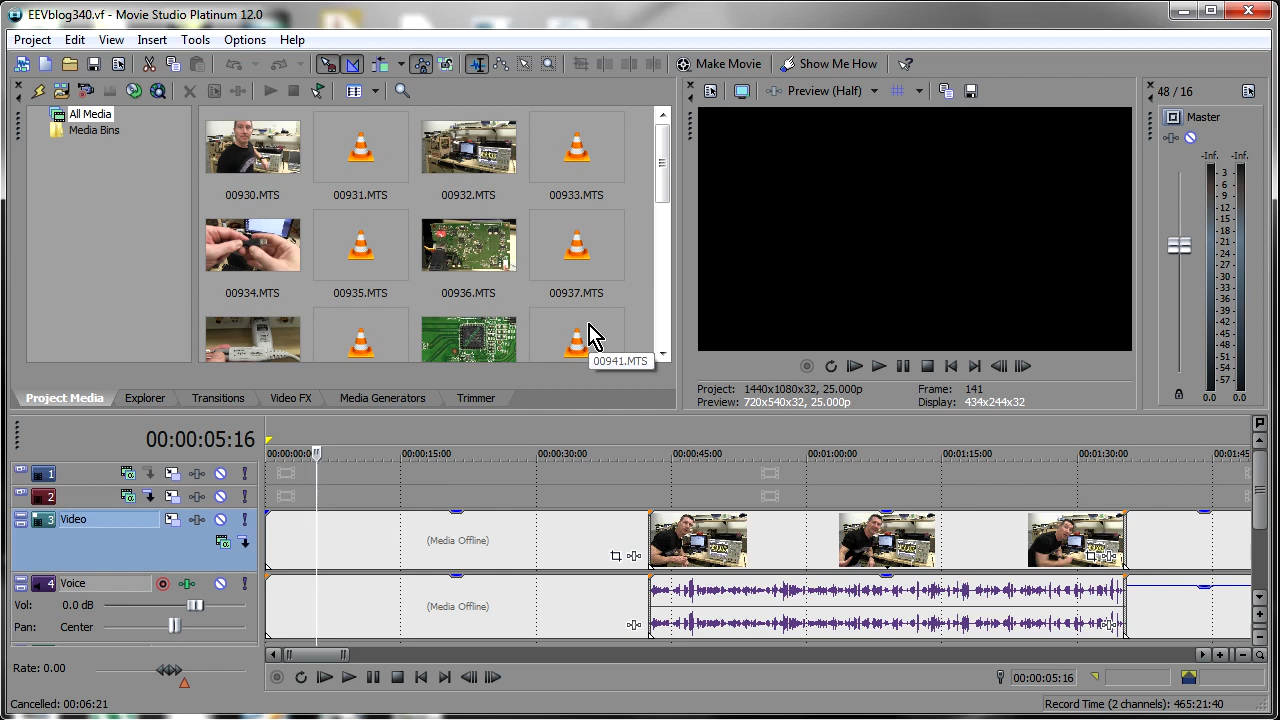 EEVblog340.vf - Movie Studio Platinum 12.0
Project Edit View Insert Tools Options Help
Make Movie Show Me How
All Media
Media Bins
00930.MTS 00931.MTS 00932.MTS 00933.MTS
00934.MTS 00935.MTS 00936.MTS 00937.MTS
00941.MTS
Project Media Explorer Transitions Video FX Media Generators Trimmer
Preview (Half)
Project: 1440x1080x32, 25.000p Frame: 141
Preview: 720x540x32, 25.000p Display: 434x244x32
48 / 16
Master
-Inf. -Inf.
3
6
9
12
15
18
21
24
27
30
33
36
39
42
45
48
51
54
57
0.0 0.0
00:00:05:16
00:00:00:0 00:00:15:00 00:00:30:00 00:00:45:00 00:01:00:00 00:01:15:00 00:01:30:00 00:01:45
1
2
3 Video
(Media Offline)
4 Voice
Vol: 0.0 dB
(Media Offline)
Pan: Center
Rate: 0.00
00:00:05:16
Cancelled: 00:06:21 Record Time (2 channels): 465:21:40